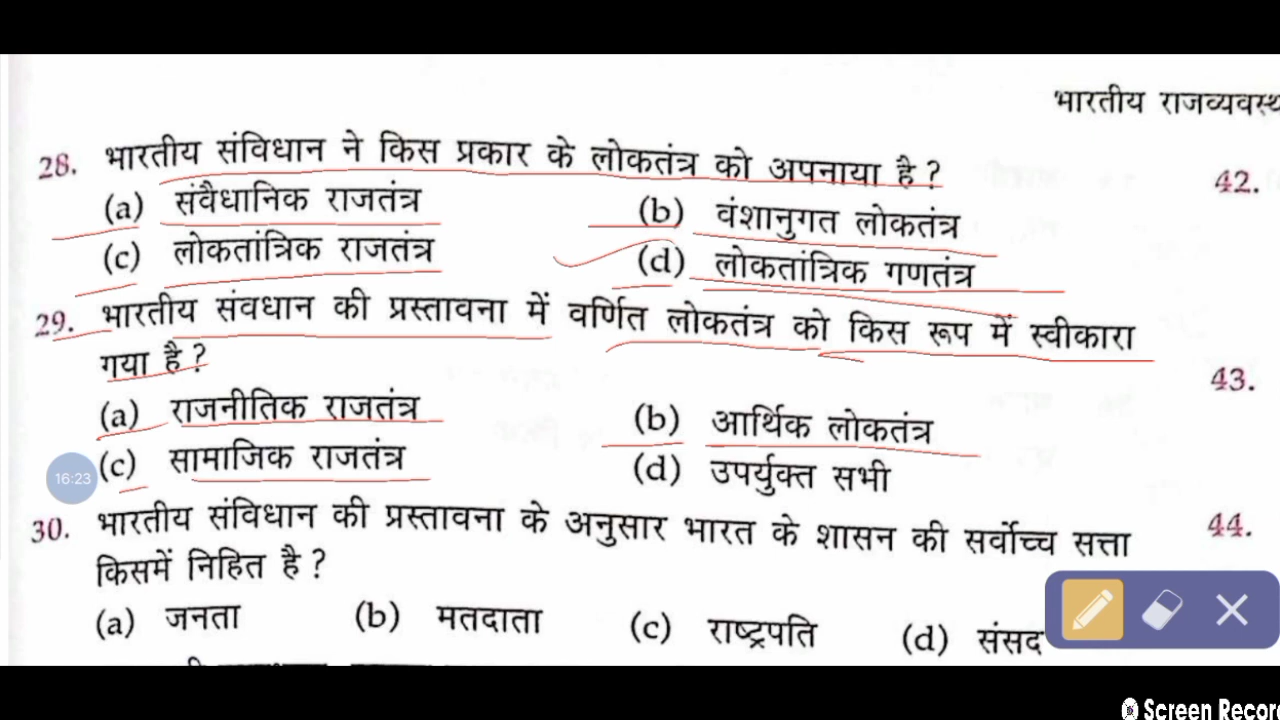 भारतीय राजव्यवस्थ
28. भारतीय संविधान ने किस प्रकार के लोकतंत्र को अपनाया है ?
(a) संवैधानिक राजतंत्र (b) वंशानुगत लोकतंत्र
(c) लोकतांत्रिक राजतंत्र (d) लोकतांत्रिक गणतंत्र
29. भारतीय संवधान की प्रस्तावना में वर्णित लोकतंत्र को किस रूप में स्वीकारा
गया है ?
(a) राजनीतिक राजतंत्र (b) आर्थिक लोकतंत्र
(c) सामाजिक राजतंत्र (d) उपर्युक्त सभी
30. भारतीय संविधान की प्रस्तावना के अनुसार भारत के शासन की सर्वोच्च सत्ता
किसमें निहित है ?
(a) जनता (b) मतदाता (c) राष्ट्रपति (d) संसद
42.
43.
44.
16:23
Screen Recor